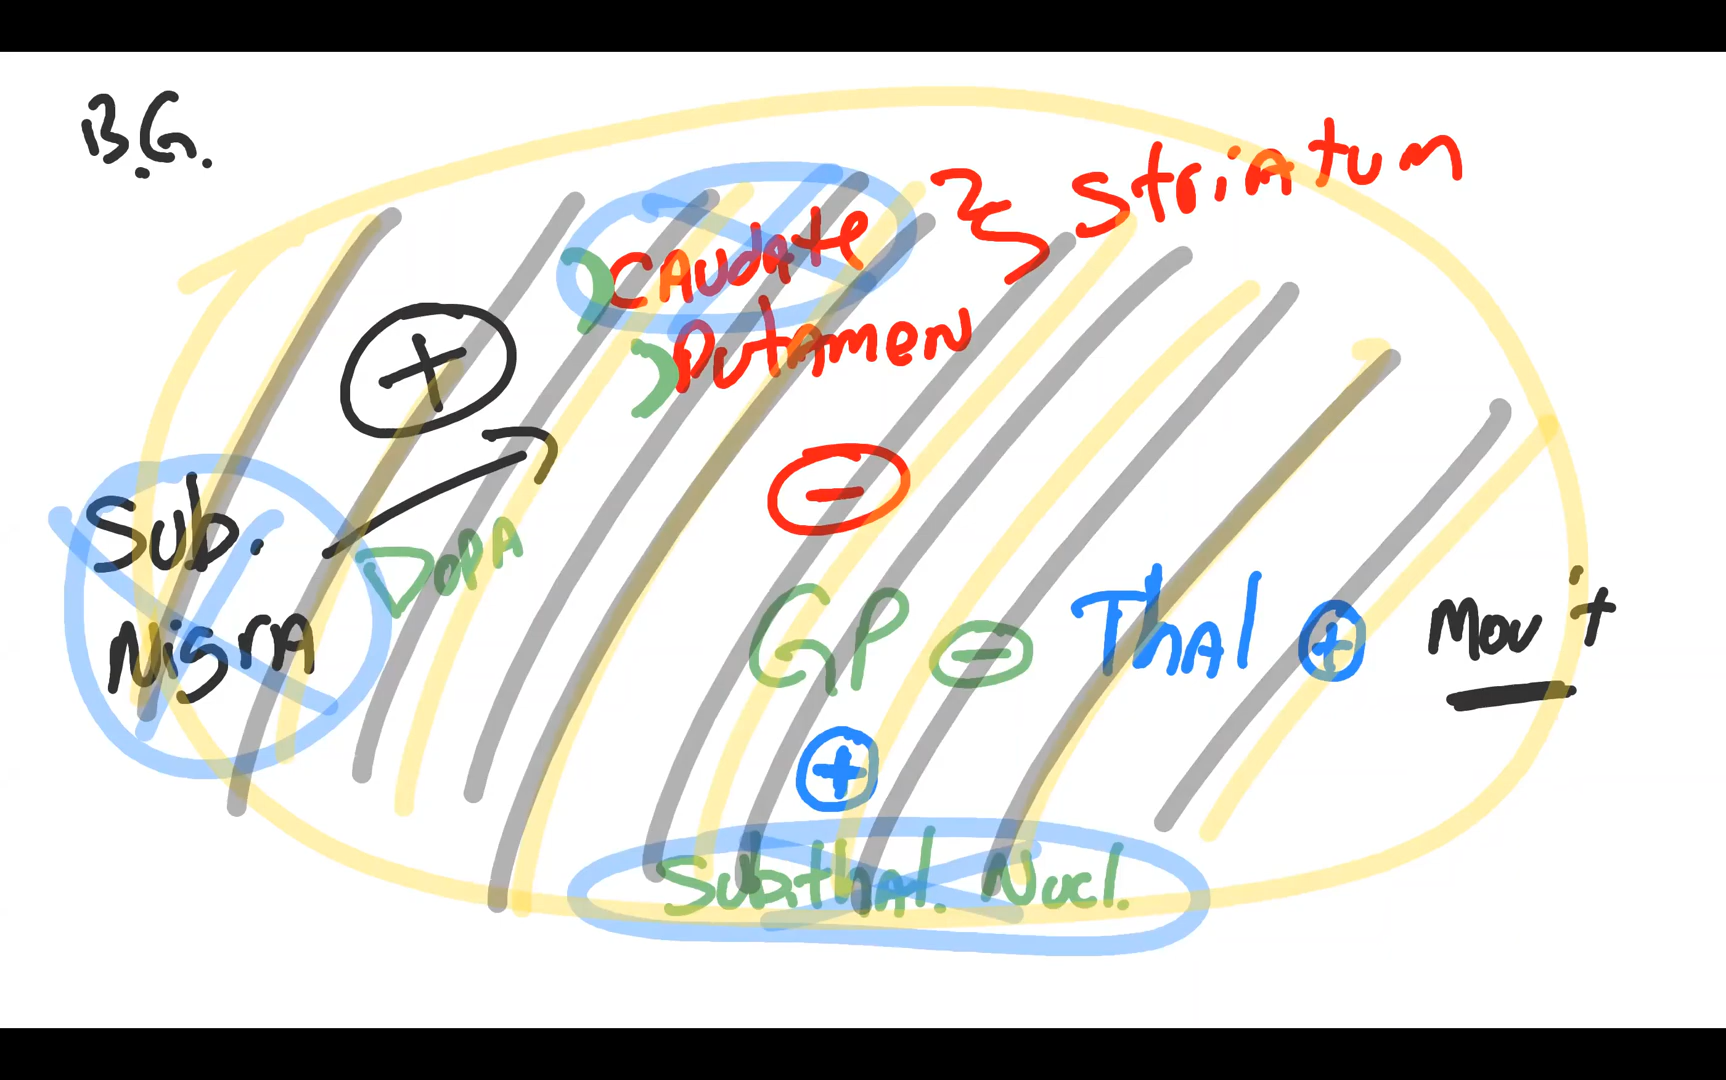 B.G.
Striatum
Caudate
Putamen
+
Sub.
Nigra
Dopa
-
GP - Thal + Mov't
+
Subthal. Nucl.